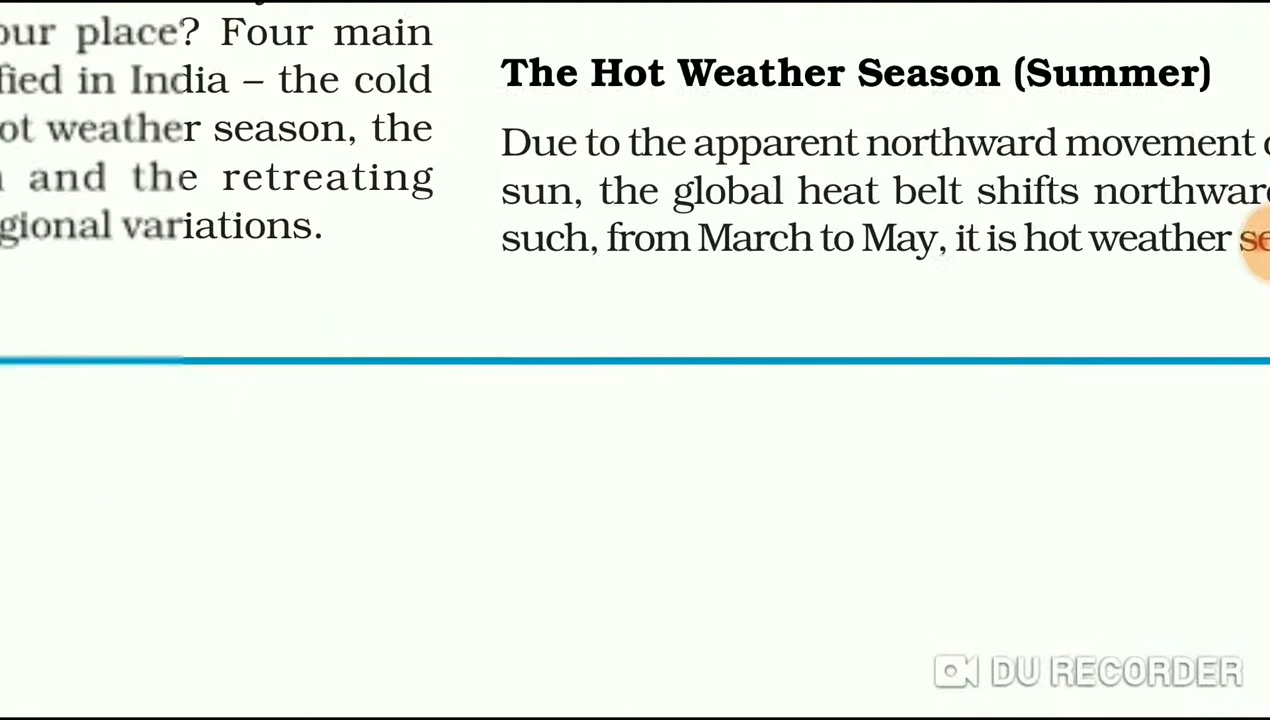 our place? Four main
fied in India – the cold
ot weather season, the
and the retreating
gional variations.
The Hot Weather Season (Summer)
Due to the apparent northward movement
sun, the global heat belt shifts northward
such, from March to May, it is hot weather se
DU RECORDER